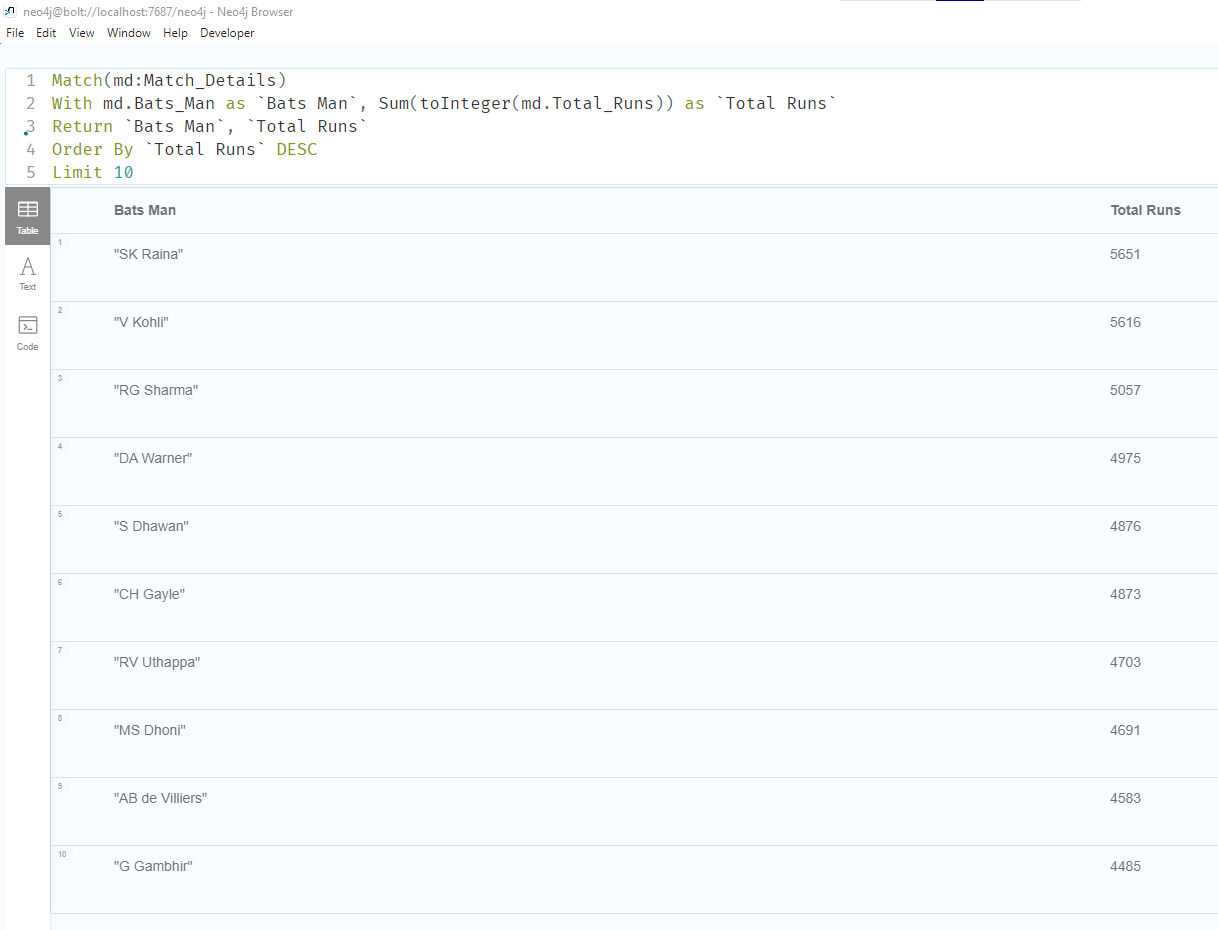 neo4j@bolt://localhost:7687/neo4j - Neo4j Browser
File Edit View Window Help Developer
1 Match(md:Match_Details)
2 With md.Bats_Man as `Bats Man`, Sum(toInteger(md.Total_Runs)) as `Total Runs`
3 Return `Bats Man`, `Total Runs`
4 Order By `Total Runs` DESC
5 Limit 10
Table
Text
Code
Bats Man Total Runs
1 "SK Raina" 5651
2 "V Kohli" 5616
3 "RG Sharma" 5057
4 "DA Warner" 4975
5 "S Dhawan" 4876
6 "CH Gayle" 4873
7 "RV Uthappa" 4703
8 "MS Dhoni" 4691
9 "AB de Villiers" 4583
10 "G Gambhir" 4485